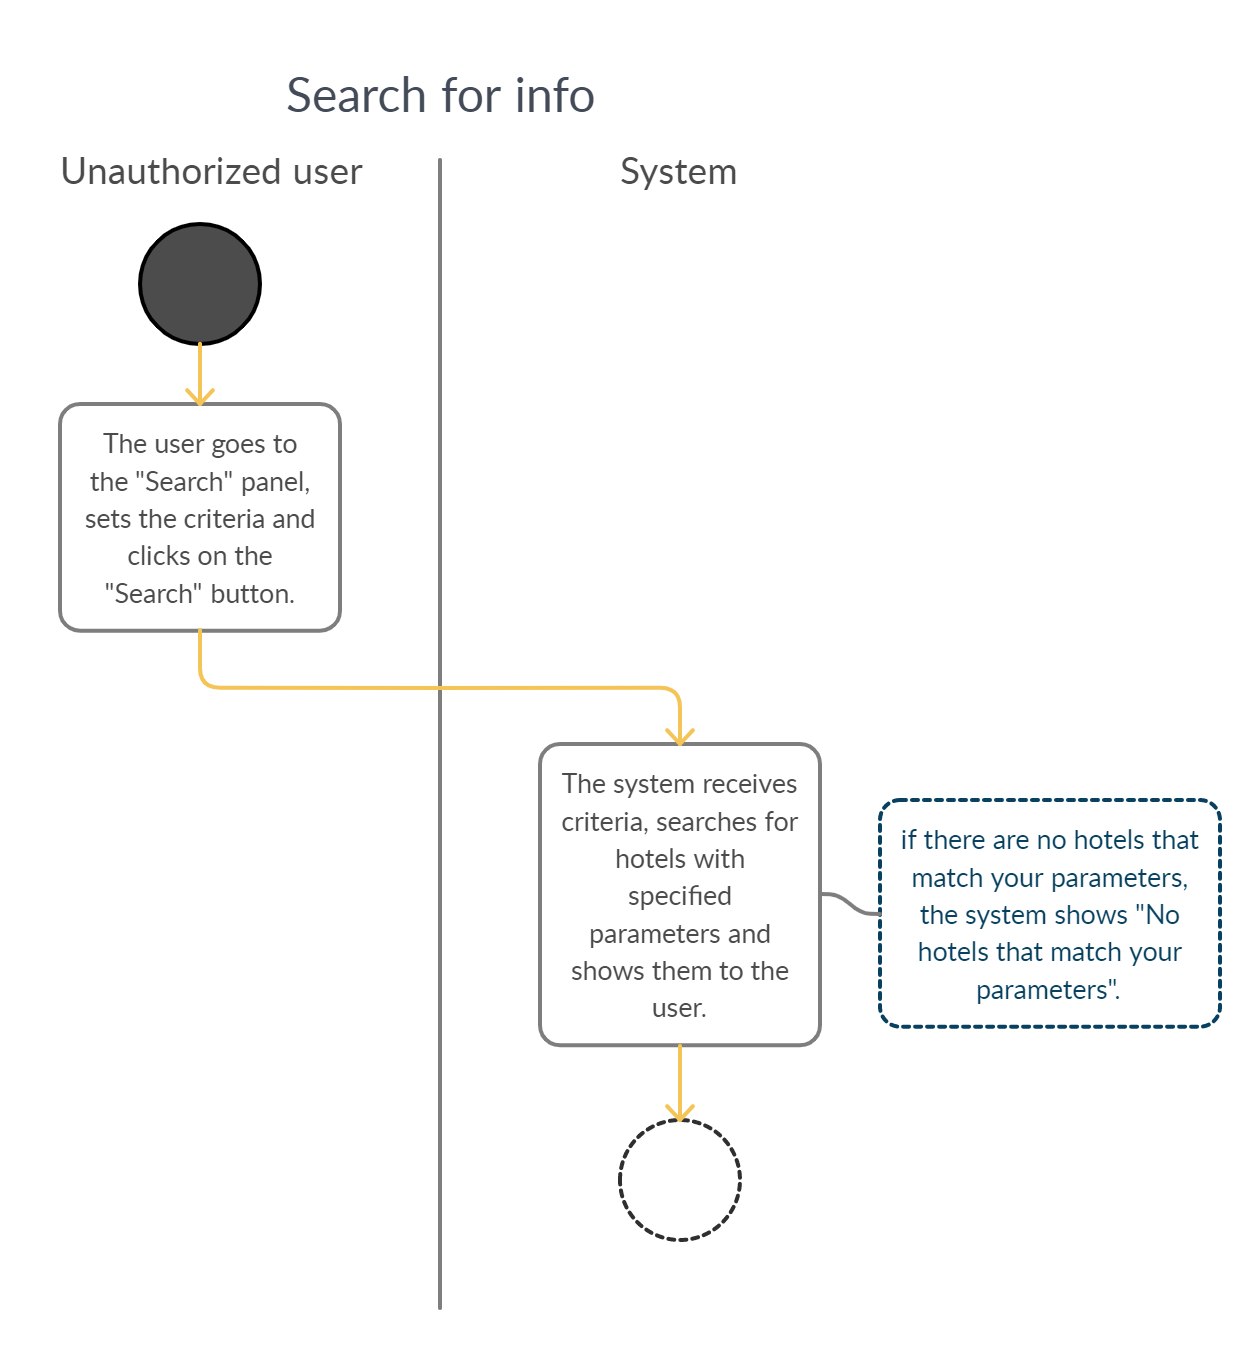 Search for info
Unauthorized user
System
The user goes to
the "Search" panel,
sets the criteria and
clicks on the
"Search" button.
The system receives
criteria, searches for
hotels with
specified
parameters and
shows them to the
user.
if there are no hotels that
match your parameters,
the system shows "No
hotels that match your
parameters".